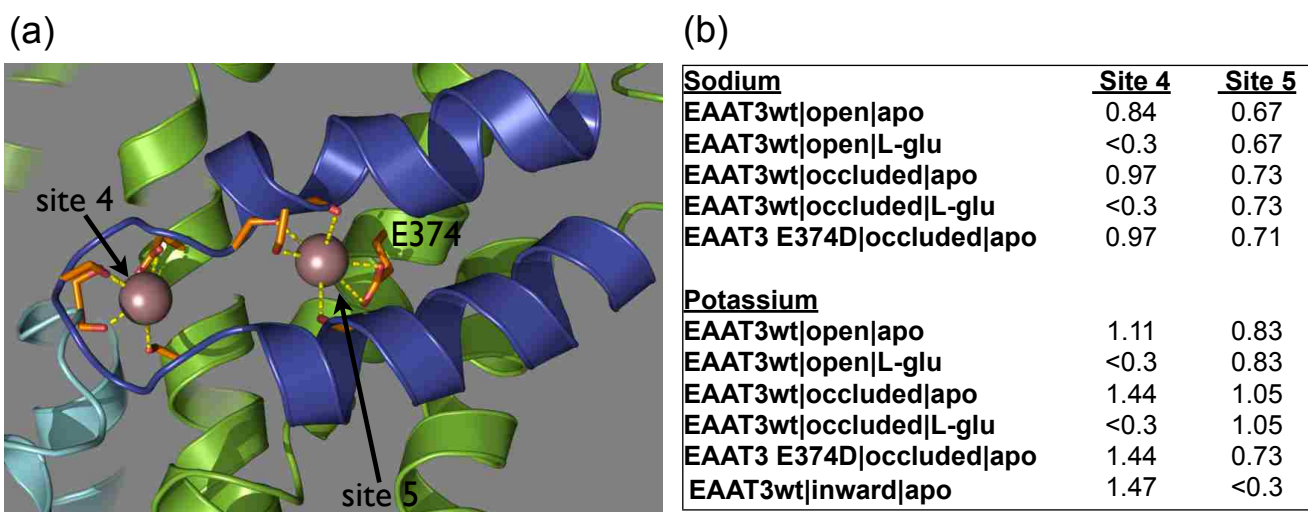 (a)
site 4
E374
site 5
(b)
Sodium Site 4 Site 5
EAAT3wt|open|apo 0.84 0.67
EAAT3wt|open|L-glu <0.3 0.67
EAAT3wt|occluded|apo 0.97 0.73
EAAT3wt|occluded|L-glu <0.3 0.73
EAAT3 E374D|occluded|apo 0.97 0.71
Potassium
EAAT3wt|open|apo 1.11 0.83
EAAT3wt|open|L-glu <0.3 0.83
EAAT3wt|occluded|apo 1.44 1.05
EAAT3wt|occluded|L-glu <0.3 1.05
EAAT3 E374D|occluded|apo 1.44 0.73
EAAT3wt|inward|apo 1.47 <0.3